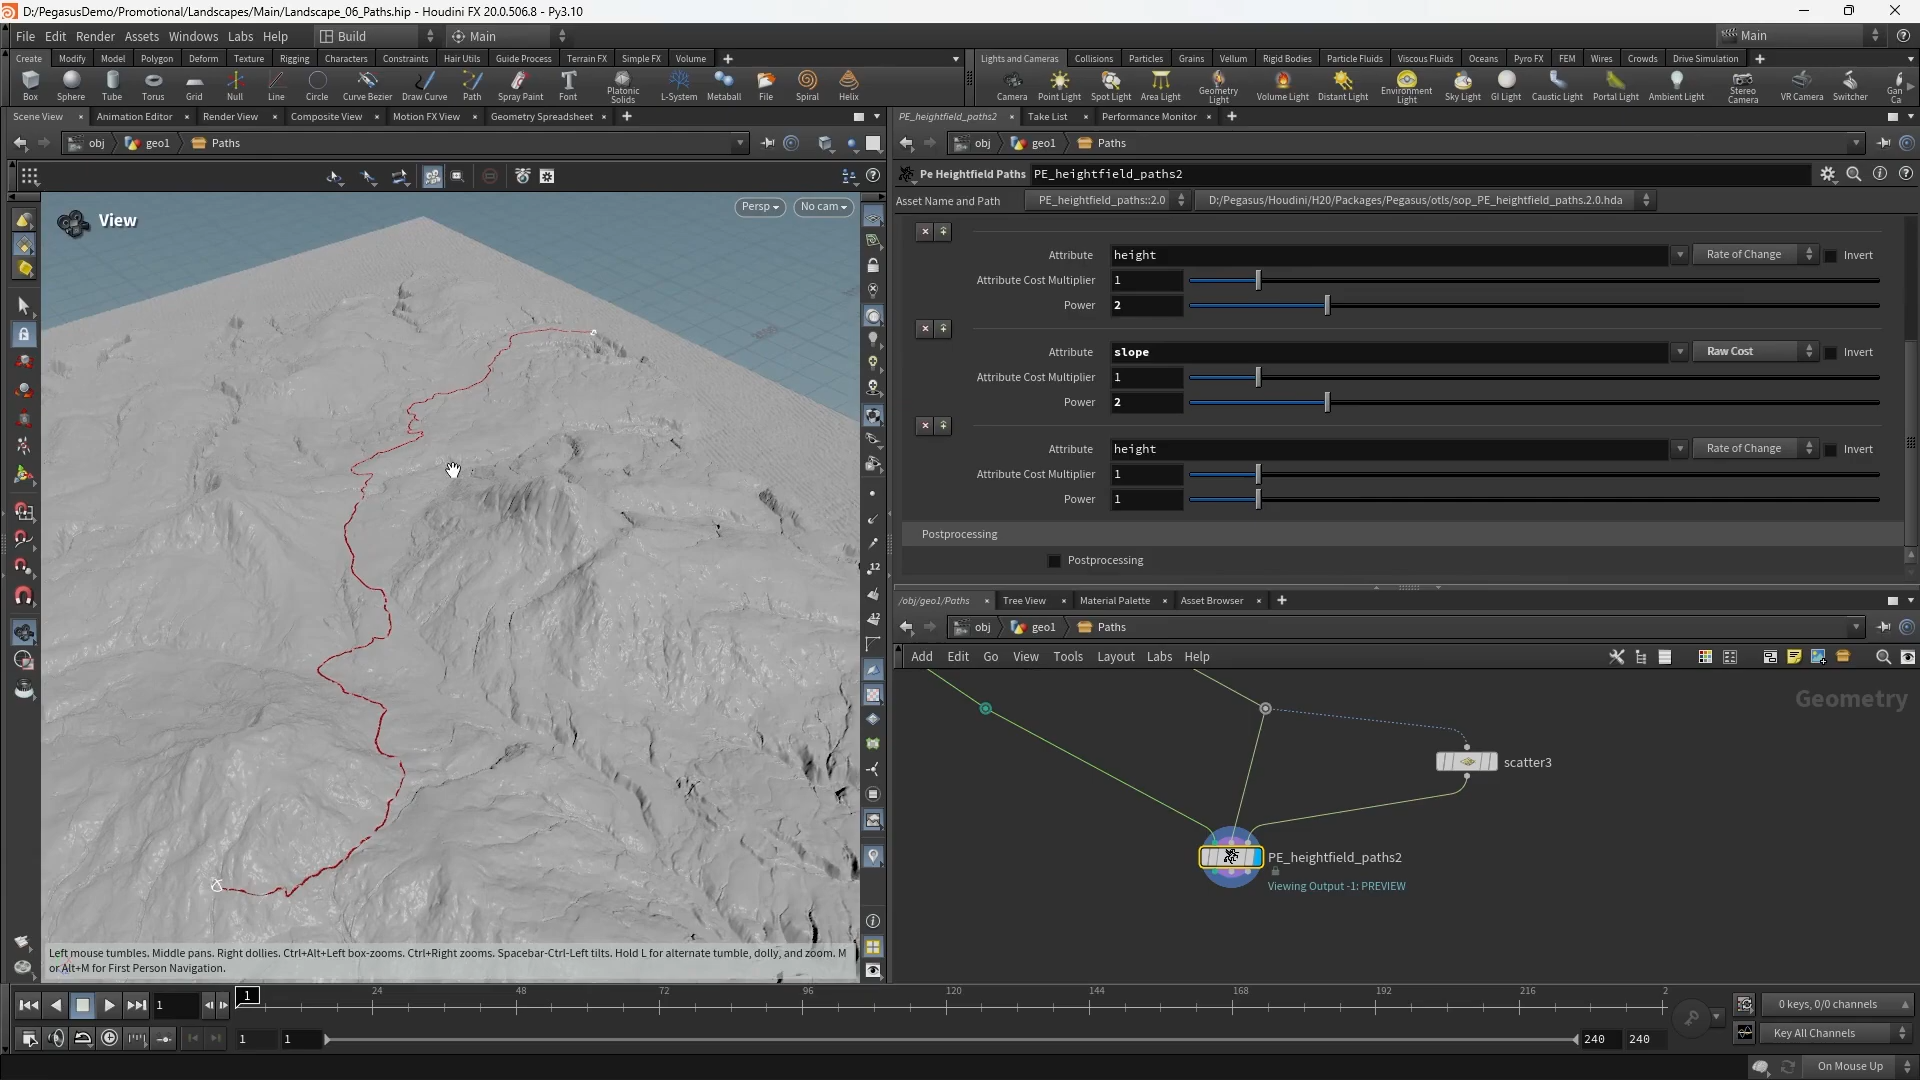 D:/PegasusDemo/Promotional/Landscapes/Main/Landscape_06_Paths.hip - Houdini FX 20.0.506.8 - Py3.10
File Edit Render Assets Windows Labs Help Build Main Main
Create Modify Model Polygon Deform Texture Rigging Characters Constraints Hair Utils Guide Process Terrain FX Simple FX Volume
Lights and Cameras Collisions Particles Grains Vellum Rigid Bodies Particle Fluids Viscous Fluids Oceans Pyro FX FEM Wires Crowds Drive Simulation
Box Sphere Tube Torus Grid Null Line Circle Curve Bezier Draw Curve Path Spray Paint Font Platonic Solids L-System Metaball File Spiral Helix
Camera Point Light Spot Light Area Light Geometry Light Volume Light Distant Light Environment Light Sky Light GI Light Caustic Light Portal Light Ambient Light Stereo Camera VR Camera Switcher Gan Ca
Scene View Animation Editor Render View Composite View Motion FX View Geometry Spreadsheet
PE_heightfield_paths2 Take List Performance Monitor
obj geo1 Paths
obj geo1 Paths
Pe Heightfield Paths PE_heightfield_paths2
Asset Name and Path PE_heightfield_paths::2.0 D:/Pegasus/Houdini/H20/Packages/Pegasus/otls/sop_PE_heightfield_paths.2.0.hda
View
Persp No cam
Attribute height Rate of Change Invert
Attribute Cost Multiplier 1
Power 2
Attribute slope Raw Cost Invert
Attribute Cost Multiplier 1
Power 2
Attribute height Rate of Change Invert
Attribute Cost Multiplier 1
Power 1
Postprocessing
Postprocessing
/obj/geo1/Paths Tree View Material Palette Asset Browser
obj geo1 Paths
Add Edit Go View Tools Layout Labs Help
Geometry
scatter3
PE_heightfield_paths2
Viewing Output -1: PREVIEW
12
12
Left mouse tumbles. Middle pans. Right dollies. Ctrl+Alt+Left box-zooms. Ctrl+Right zooms. Spacebar-Ctrl-Left tilts. Hold L for alternate tumble, dolly, and zoom. M
or Alt+M for First Person Navigation.
1 1 24 48 72 96 120 144 168 192 216 2
0 keys, 0/0 channels
1 1 240 240
Key All Channels
On Mouse Up